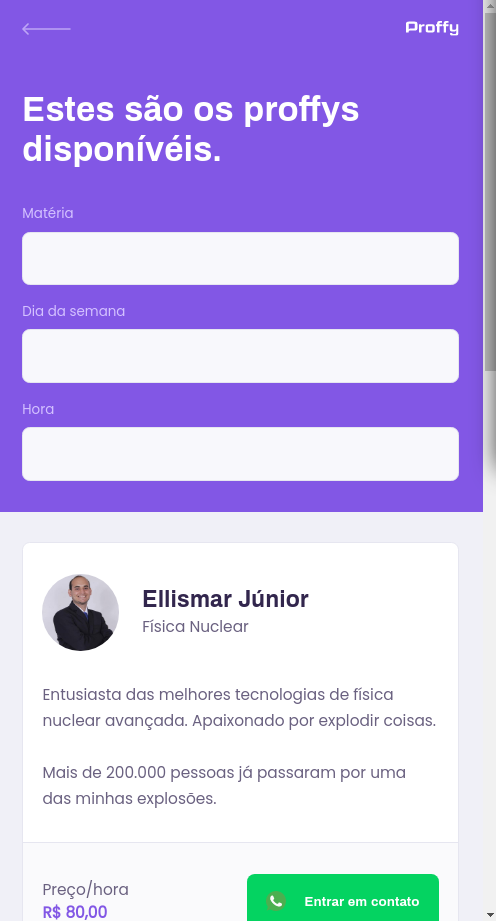 Proffy
Estes são os proffys
disponívéis.
Matéria
Dia da semana
Hora
Ellismar Júnior
Física Nuclear
Entusiasta das melhores tecnologias de física
nuclear avançada. Apaixonado por explodir coisas.
Mais de 200.000 pessoas já passaram por uma
das minhas explosões.
Preço/hora
R$ 80,00
Entrar em contato